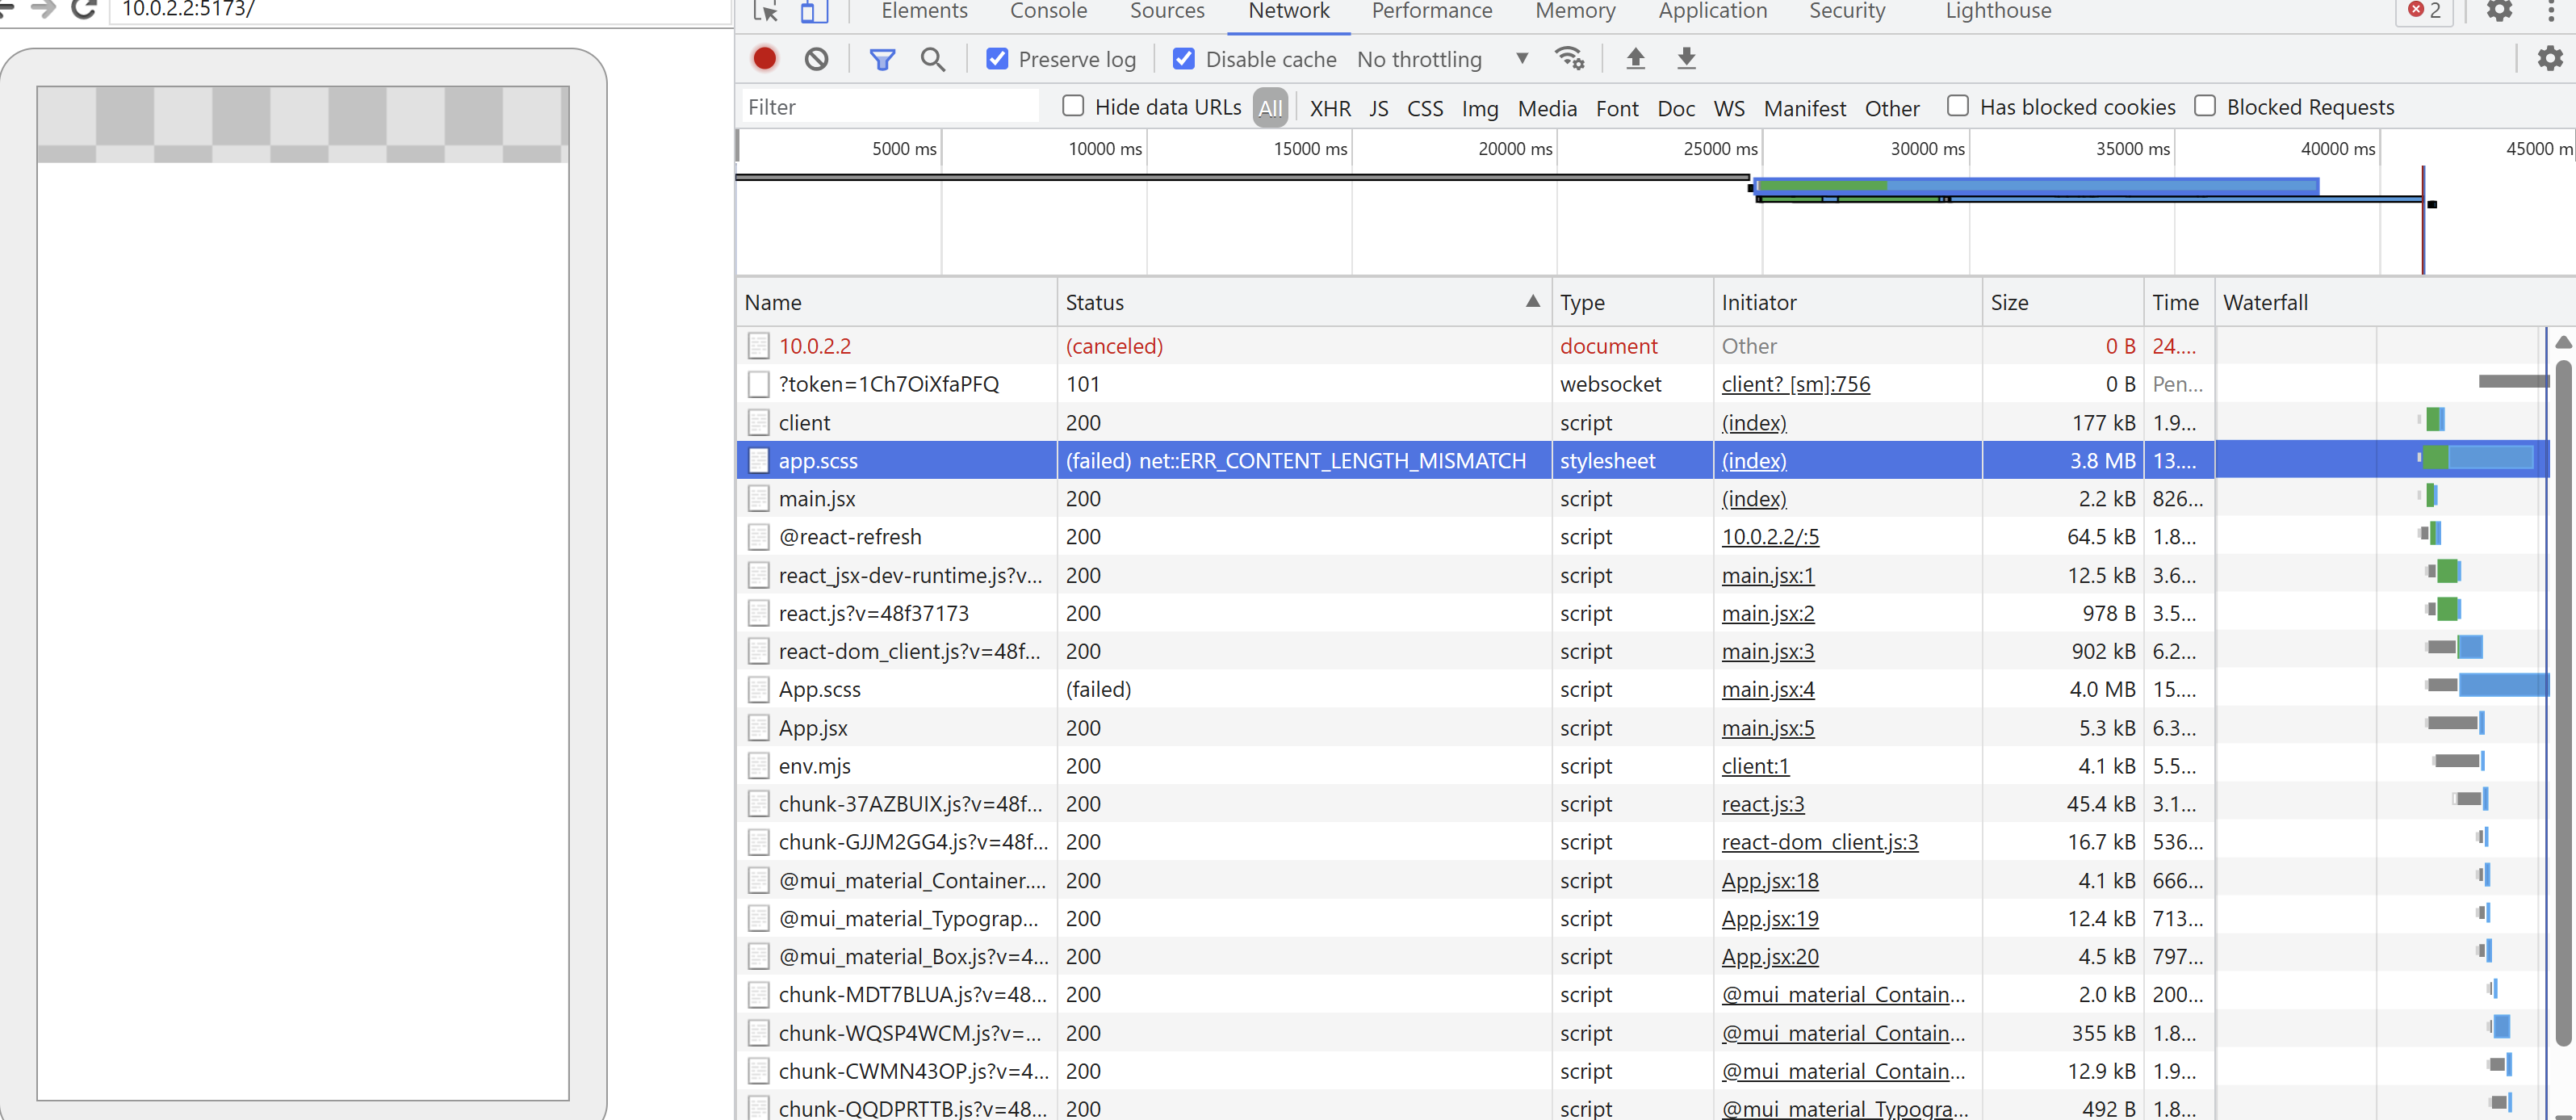 10.0.2.2:5173/
Elements Console Sources Network Performance Memory Application Security Lighthouse 2
Preserve log Disable cache No throttling
Filter Hide data URLs All XHR JS CSS Img Media Font Doc WS Manifest Other Has blocked cookies Blocked Requests
5000 ms 10000 ms 15000 ms 20000 ms 25000 ms 30000 ms 35000 ms 40000 ms 45000 m
Name Status Type Initiator Size Time Waterfall
10.0.2.2 (canceled) document Other 0 B 24....
?token=1Ch7OiXfaPFQ 101 websocket client? [sm]:756 0 B Pen...
client 200 script (index) 177 kB 1.9...
app.scss (failed) net::ERR_CONTENT_LENGTH_MISMATCH stylesheet (index) 3.8 MB 13....
main.jsx 200 script (index) 2.2 kB 826...
@react-refresh 200 script 10.0.2.2/:5 64.5 kB 1.8...
react_jsx-dev-runtime.js?v... 200 script main.jsx:1 12.5 kB 3.6...
react.js?v=48f37173 200 script main.jsx:2 978 B 3.5...
react-dom_client.js?v=48f... 200 script main.jsx:3 902 kB 6.2...
App.scss (failed) script main.jsx:4 4.0 MB 15....
App.jsx 200 script main.jsx:5 5.3 kB 6.3...
env.mjs 200 script client:1 4.1 kB 5.5...
chunk-37AZBUIX.js?v=48f... 200 script react.js:3 45.4 kB 3.1...
chunk-GJJM2GG4.js?v=48f... 200 script react-dom_client.js:3 16.7 kB 536...
@mui_material_Container.... 200 script App.jsx:18 4.1 kB 666...
@mui_material_Typograp... 200 script App.jsx:19 12.4 kB 713...
@mui_material_Box.js?v=4... 200 script App.jsx:20 4.5 kB 797...
chunk-MDT7BLUA.js?v=48... 200 script @mui_material_Contain... 2.0 kB 200...
chunk-WQSP4WCM.js?v=... 200 script @mui_material_Contain... 355 kB 1.8...
chunk-CWMN43OP.js?v=4... 200 script @mui_material_Contain... 12.9 kB 1.9...
chunk-QQDPRTTB.js?v=48... 200 script @mui_material_Typogra... 492 B 1.8...